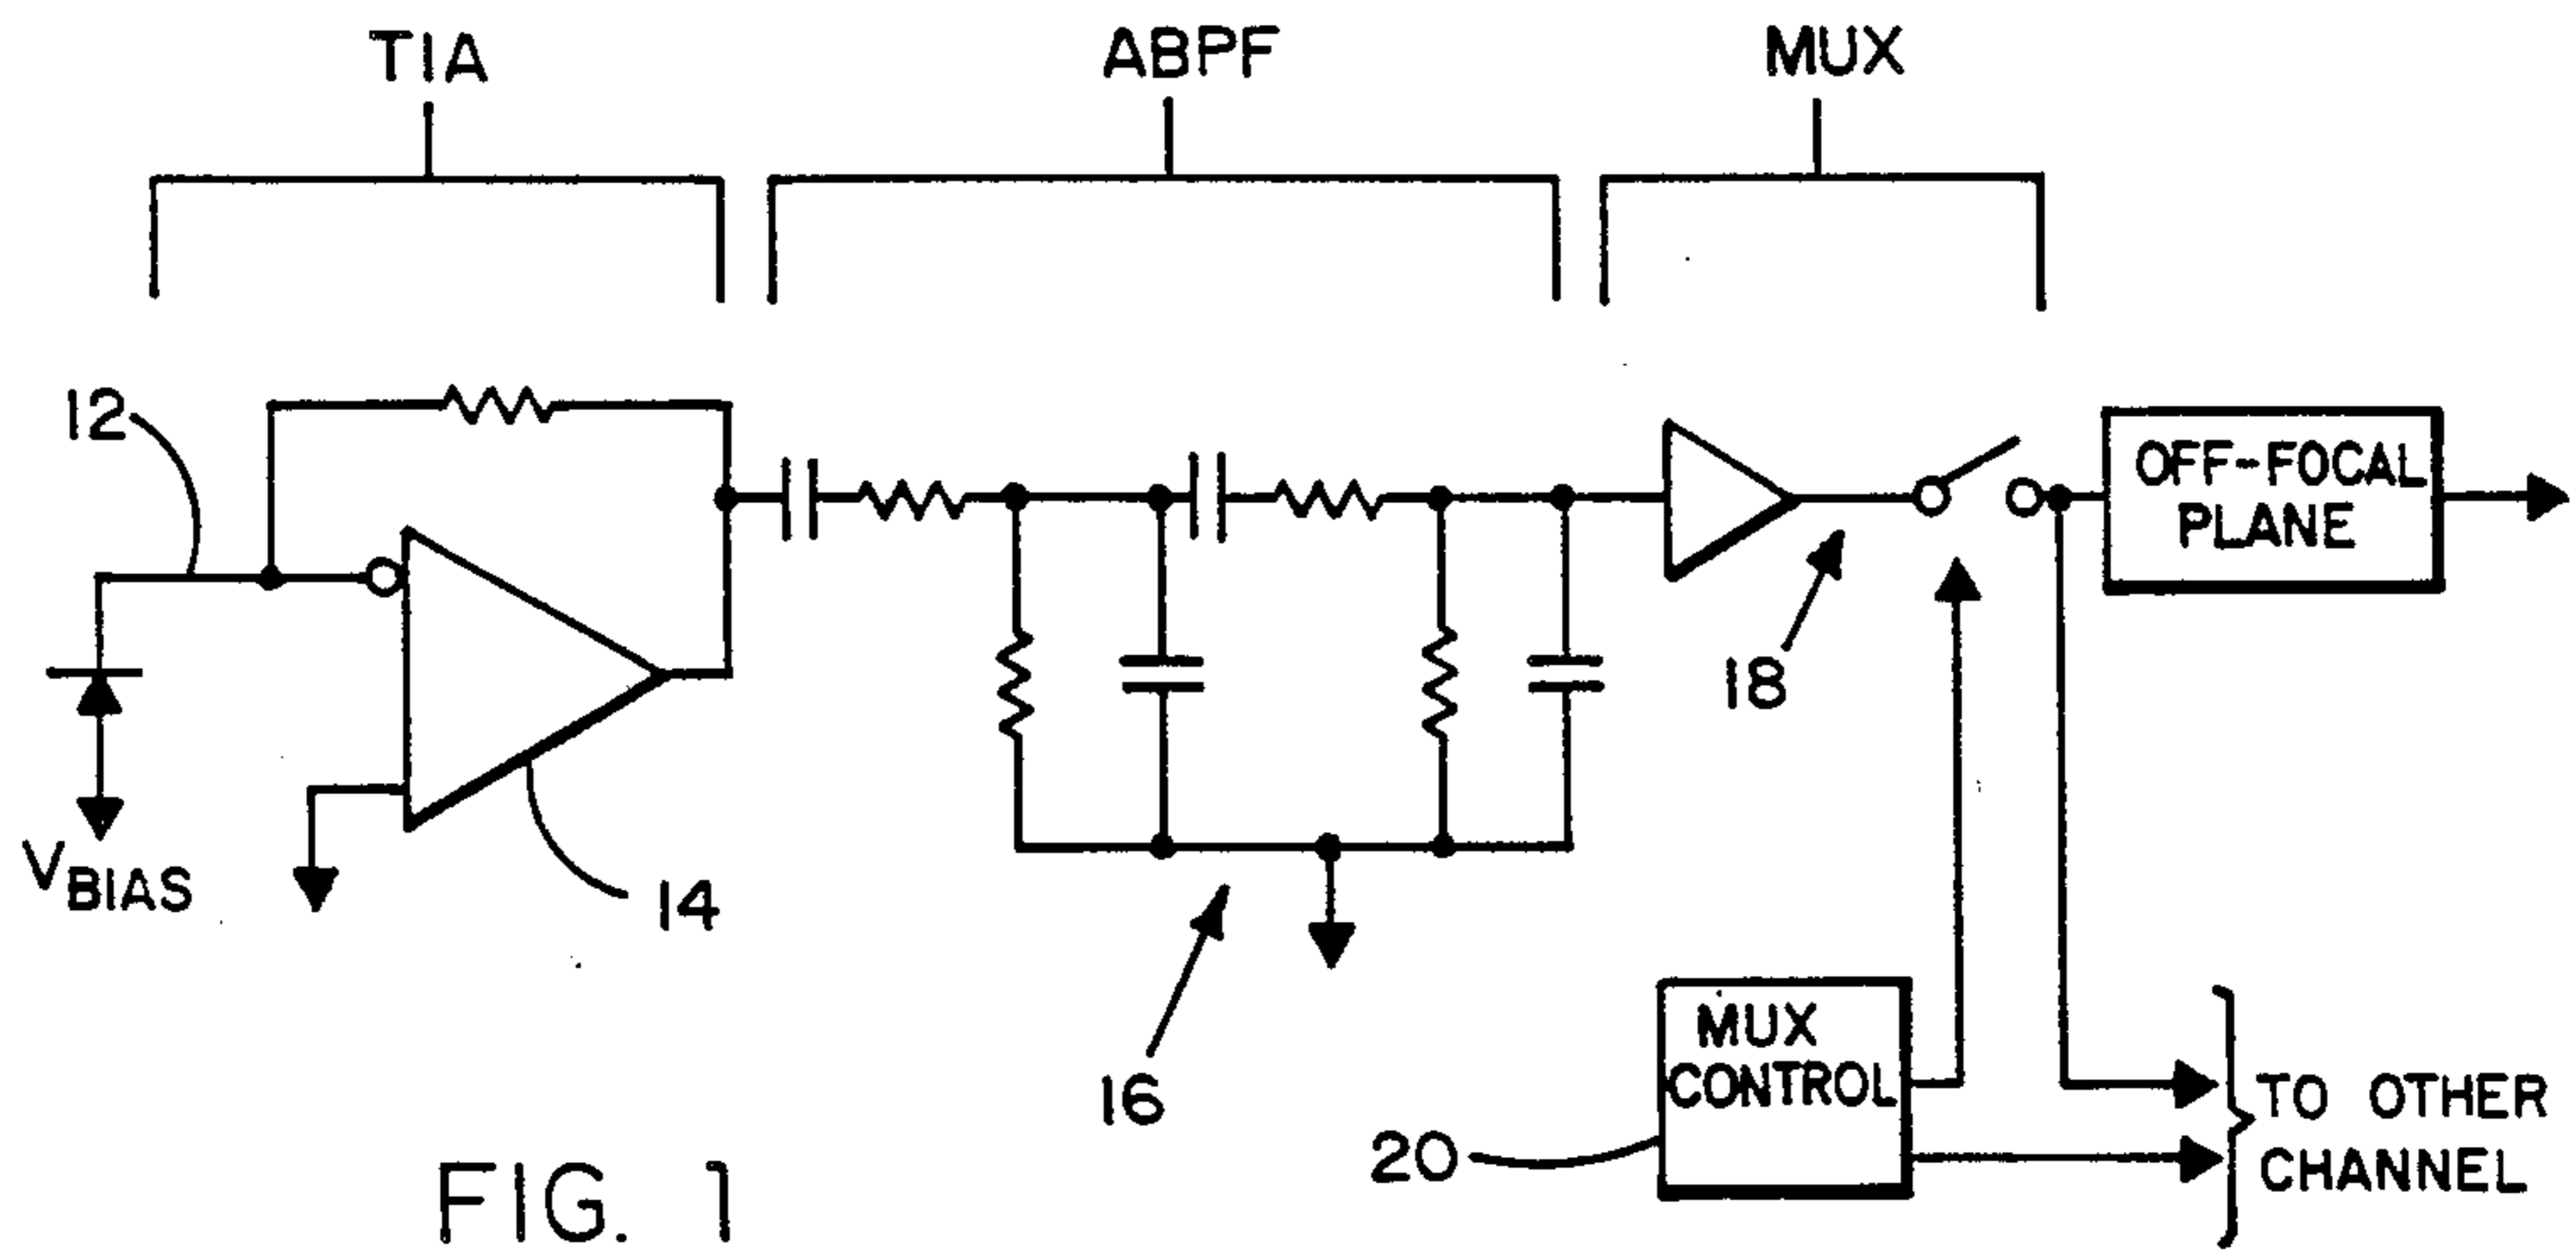 TIA
ABPF
MUX
12
OFF-FOCAL
PLANE
18
VBIAS
14
16
MUX
CONTROL
20
TO OTHER
CHANNEL
FIG. 1